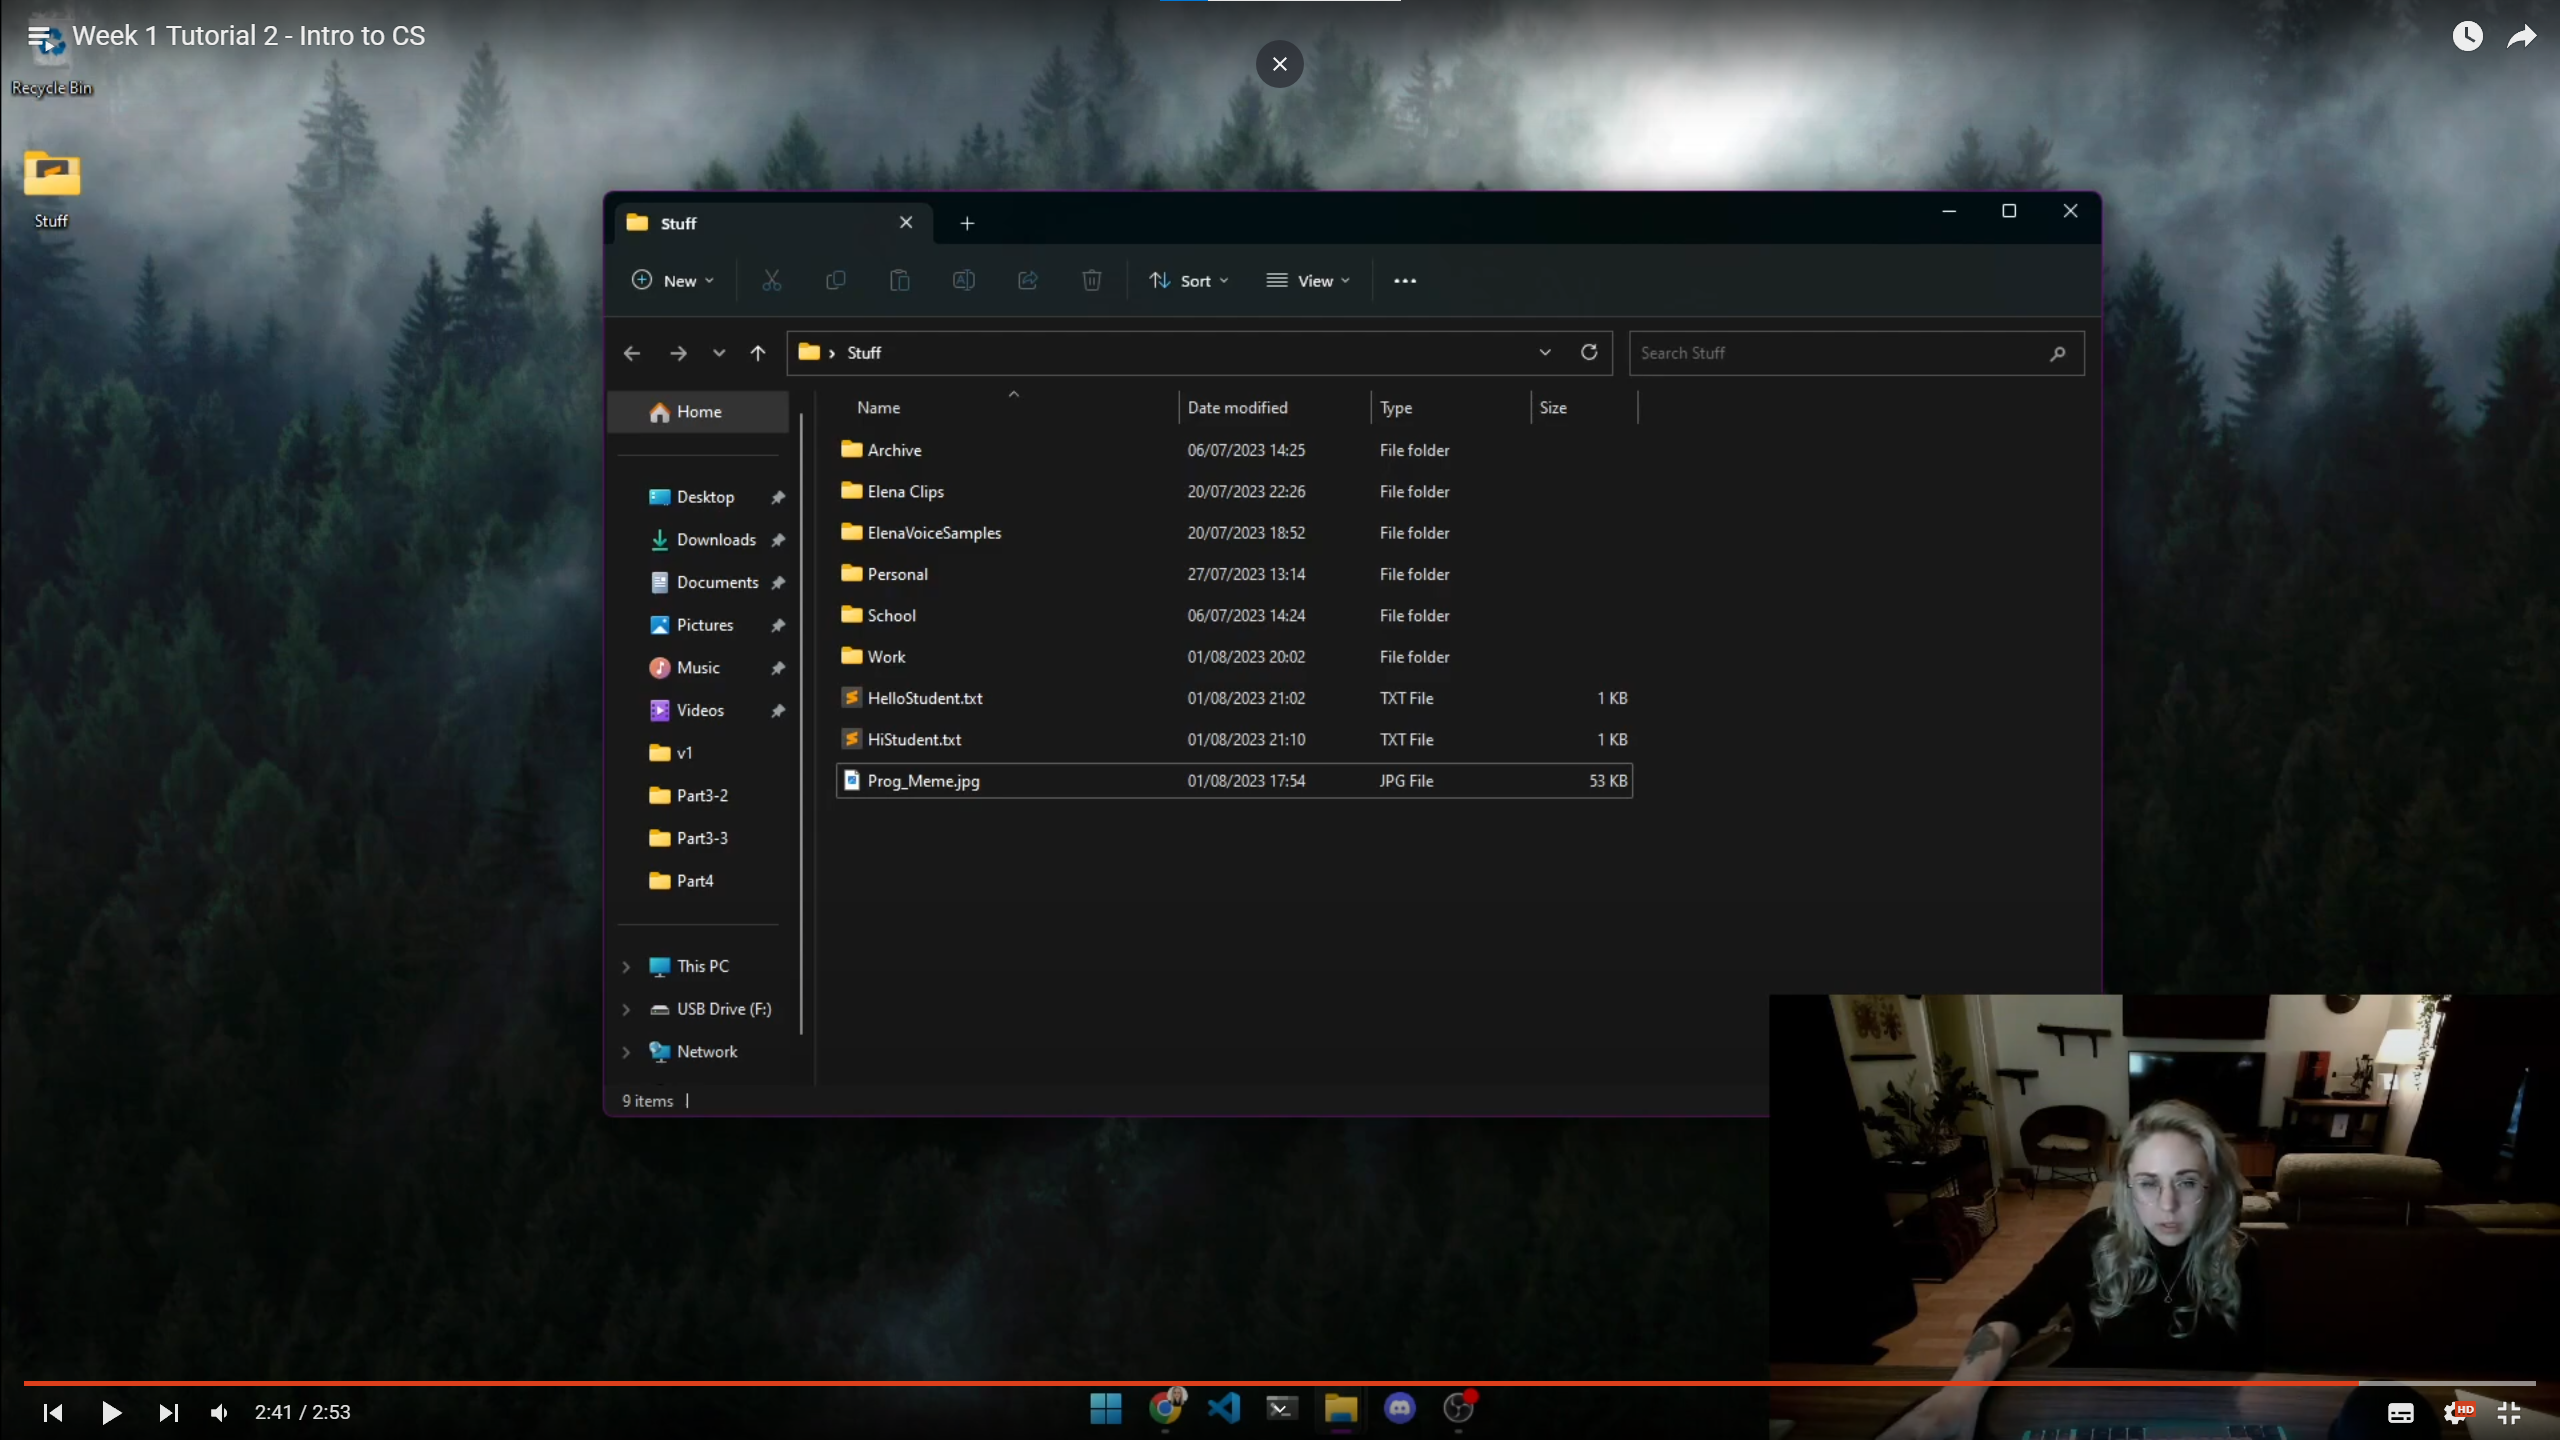 Week 1 Tutorial 2 - Intro to CS
Recycle Bin
Stuff
Stuff
New
Sort
View
Stuff
Search Stuff
Home
Desktop
Downloads
Documents
Pictures
Music
Videos
v1
Part3-2
Part3-3
Part4
This PC
USB Drive (F:)
Network
Name Date modified Type Size
Archive 06/07/2023 14:25 File folder
Elena Clips 20/07/2023 22:26 File folder
ElenaVoiceSamples 20/07/2023 18:52 File folder
Personal 27/07/2023 13:14 File folder
School 06/07/2023 14:24 File folder
Work 01/08/2023 20:02 File folder
HelloStudent.txt 01/08/2023 21:02 TXT File 1 KB
HiStudent.txt 01/08/2023 21:10 TXT File 1 KB
Prog_Meme.jpg 01/08/2023 17:54 JPG File 53 KB
9 items
2:41 / 2:53
HD